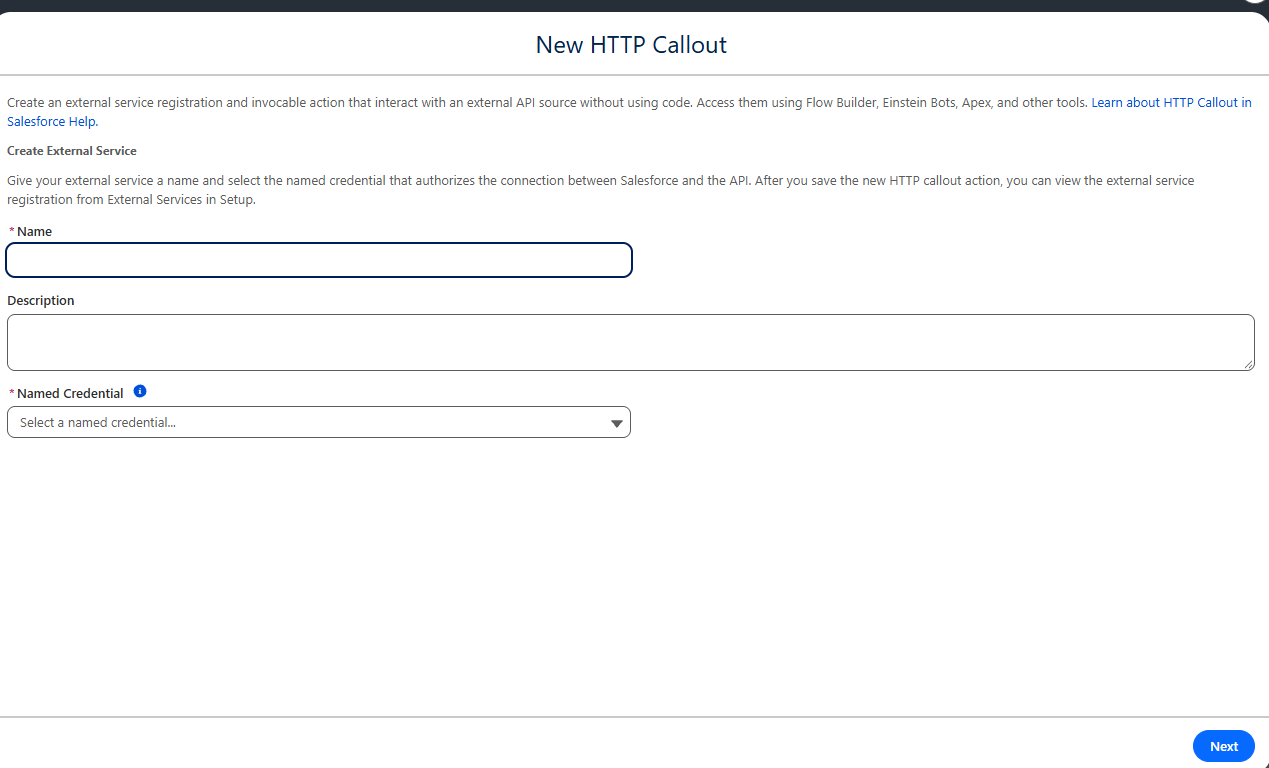 New HTTP Callout
Create an external service registration and invocable action that interact with an external API source without using code. Access them using Flow Builder, Einstein Bots, Apex, and other tools. Learn about HTTP Callout in
Salesforce Help.
Create External Service
Give your external service a name and select the named credential that authorizes the connection between Salesforce and the API. After you save the new HTTP callout action, you can view the external service
registration from External Services in Setup.
* Name
Description
* Named Credential i
Select a named credential...
Next